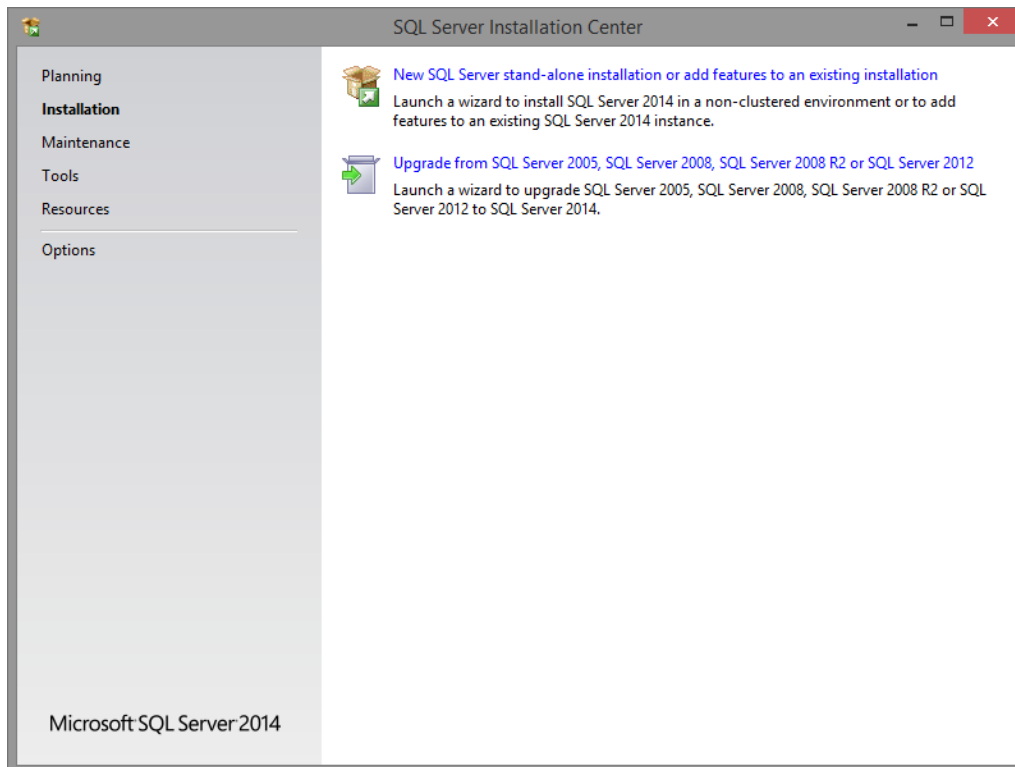 SQL Server Installation Center
Planning
Installation
Maintenance
Tools
Resources
Options
New SQL Server stand-alone installation or add features to an existing installation
Launch a wizard to install SQL Server 2014 in a non-clustered environment or to add
features to an existing SQL Server 2014 instance.
Upgrade from SQL Server 2005, SQL Server 2008, SQL Server 2008 R2 or SQL Server 2012
Launch a wizard to upgrade SQL Server 2005, SQL Server 2008, SQL Server 2008 R2 or SQL
Server 2012 to SQL Server 2014.
Microsoft SQL Server 2014